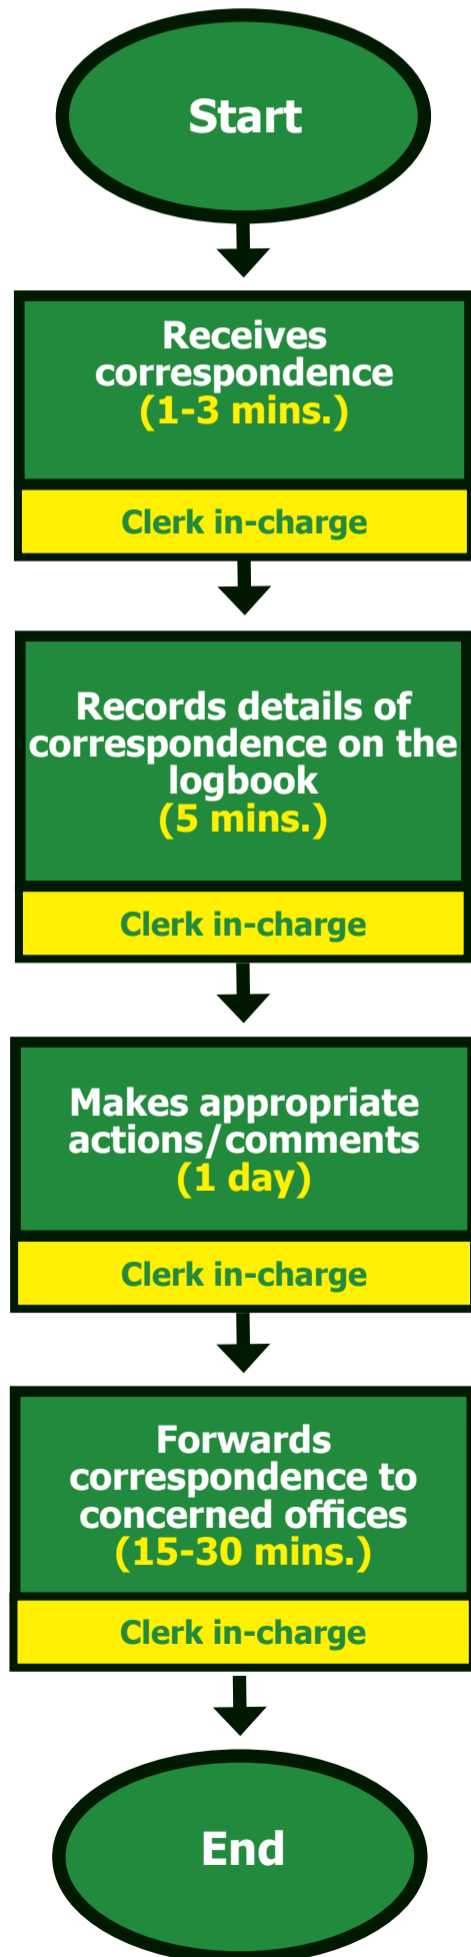 Start
Receives
correspondence
(1-3 mins.)
Clerk in-charge
Records details of
correspondence on the
logbook
(5 mins.)
Clerk in-charge
Makes appropriate
actions/comments
(1 day)
Clerk in-charge
Forwards
correspondence to
concerned offices
(15-30 mins.)
Clerk in-charge
End